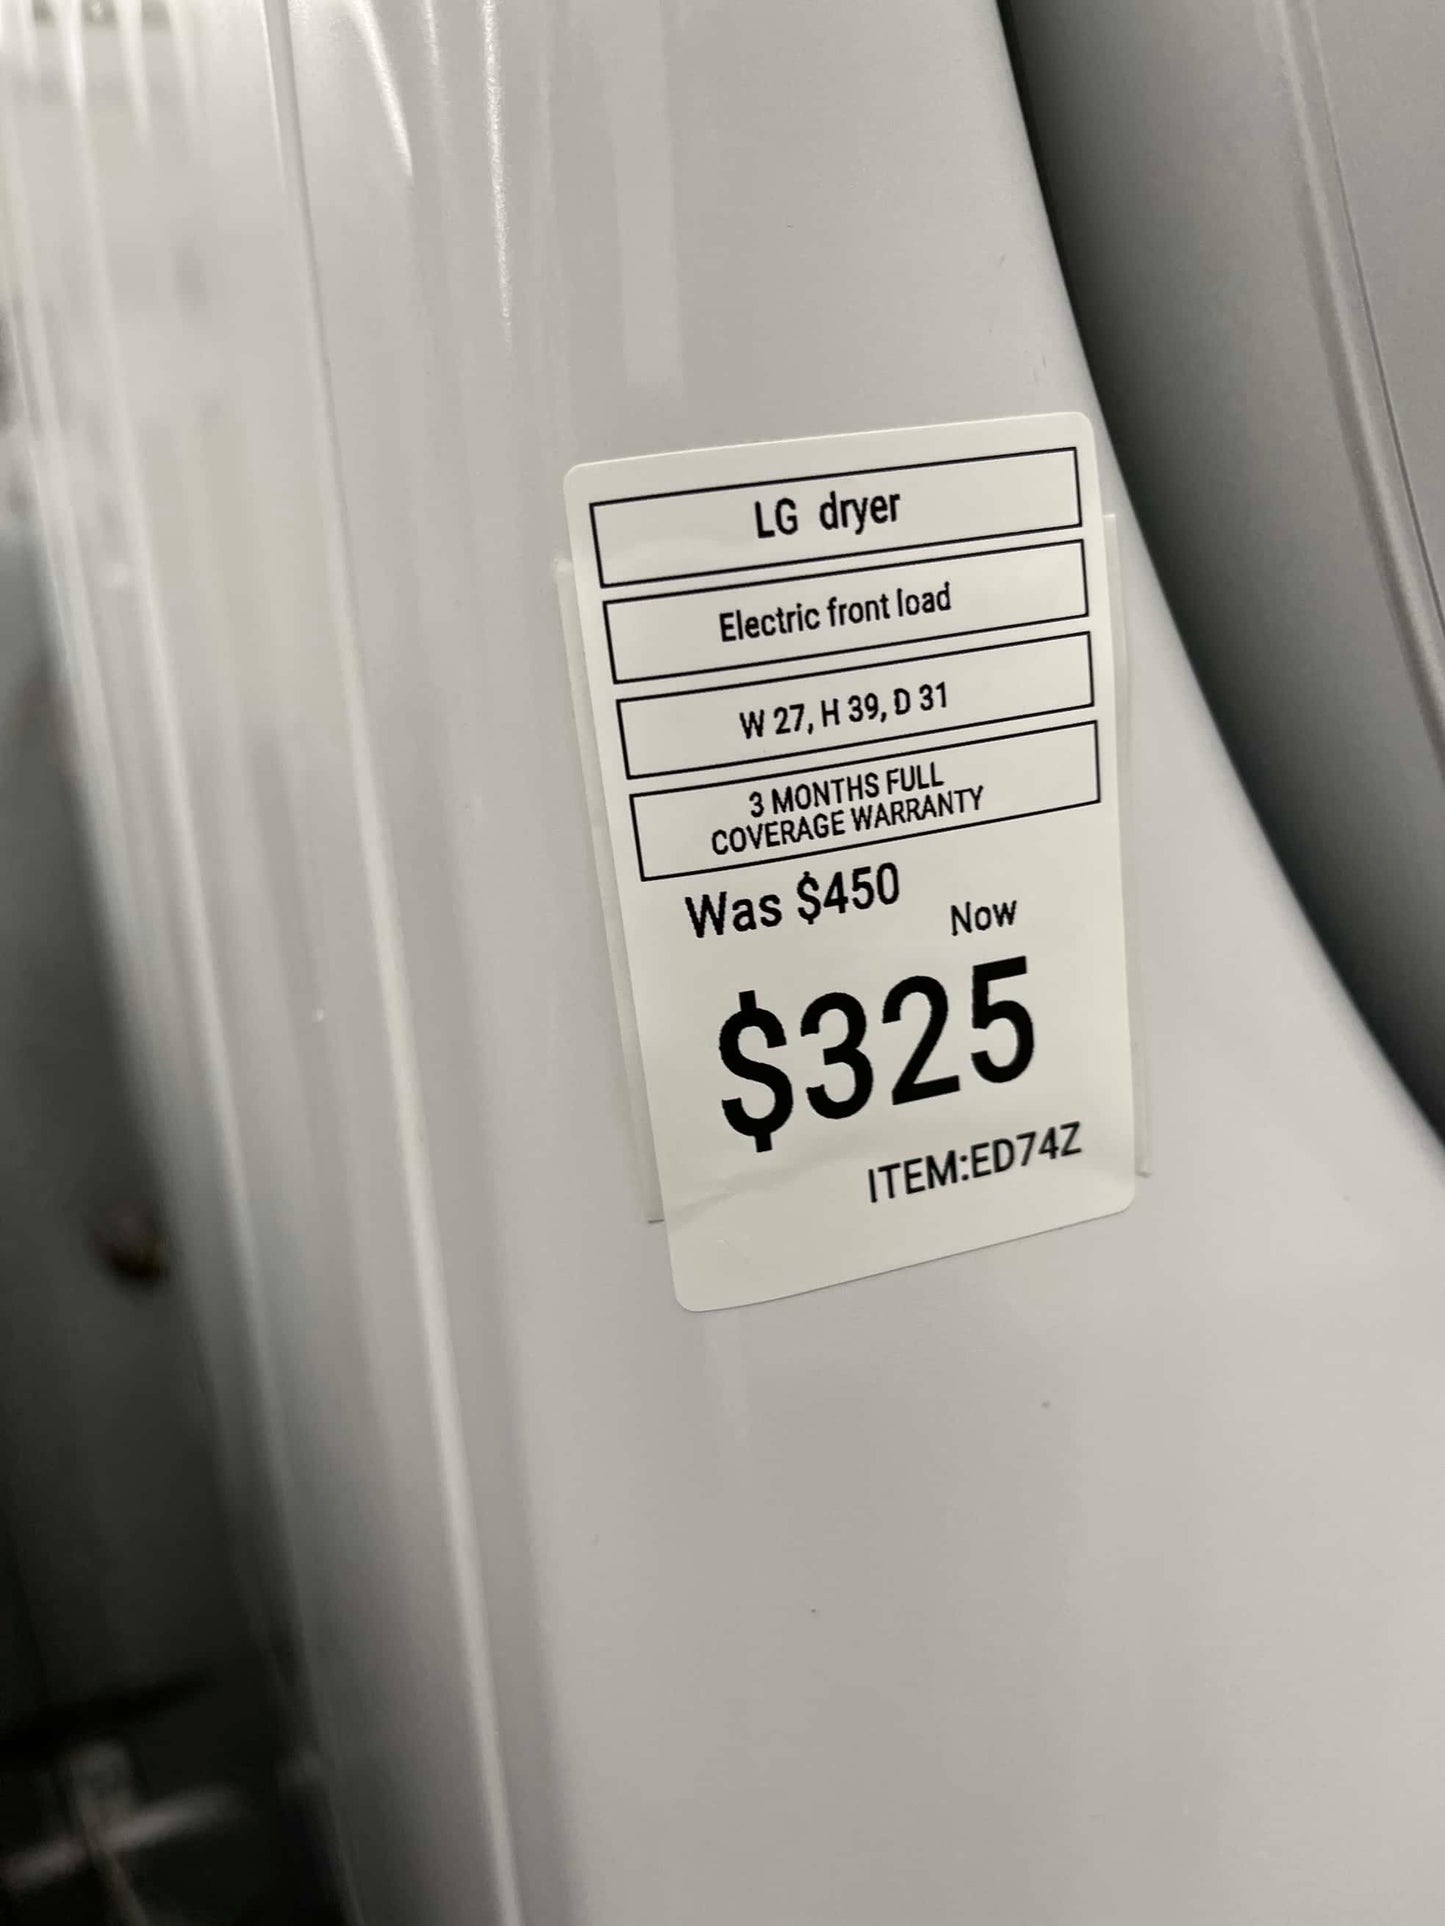 LG dryer
Electric front load
W 27, H 39, D 31
3 MONTHS FULL
COVERAGE WARRANTY
Was $450
Now
$325
ITEM:ED74Z